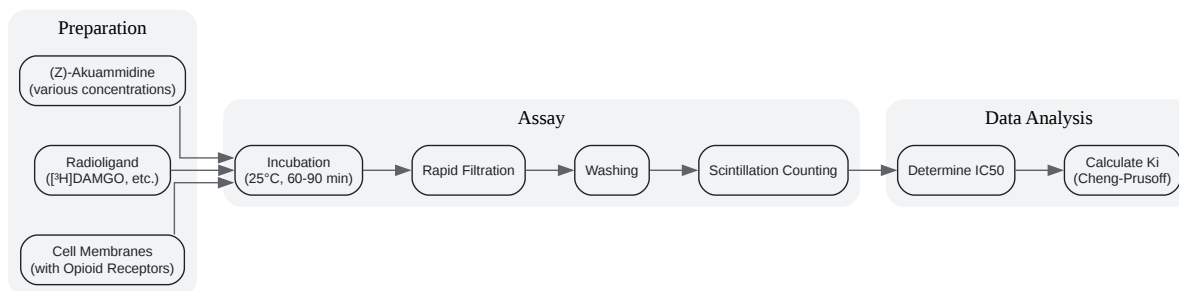 Preparation
(Z)-Akuammidine
(various concentrations)
Radioligand
([³H]DAMGO, etc.)
Cell Membranes
(with Opioid Receptors)
Assay
Incubation
(25°C, 60-90 min)
Rapid Filtration
Washing
Scintillation Counting
Data Analysis
Determine IC50
Calculate Ki
(Cheng-Prusoff)